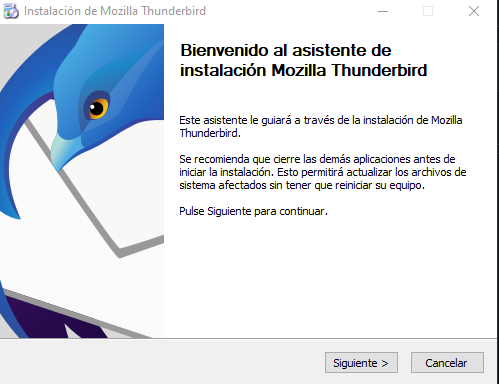 Instalación de Mozilla Thunderbird
Bienvenido al asistente de
instalación Mozilla Thunderbird
Este asistente le guiará a través de la instalación de Mozilla
Thunderbird.
Se recomienda que cierre las demás aplicaciones antes de
iniciar la instalación. Esto permitirá actualizar los archivos de
sistema afectados sin tener que reiniciar su equipo.
Pulse Siguiente para continuar.
Siguiente >
Cancelar